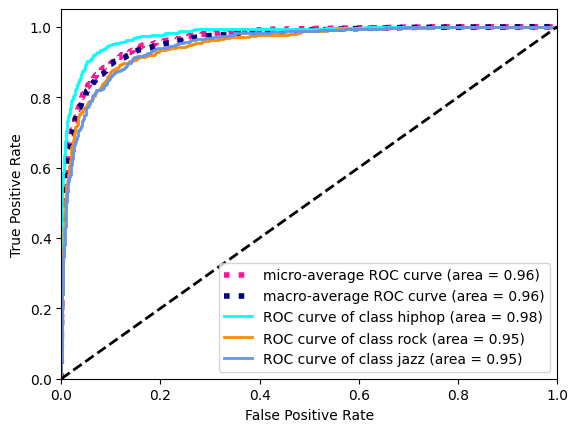 1.0
0.8
0.6
0.4
0.2
0.0
True Positive Rate
micro-average ROC curve (area = 0.96)
macro-average ROC curve (area = 0.96)
ROC curve of class hiphop (area = 0.98)
ROC curve of class rock (area = 0.95)
ROC curve of class jazz (area = 0.95)
0.0 0.2 0.4 0.6 0.8 1.0
False Positive Rate